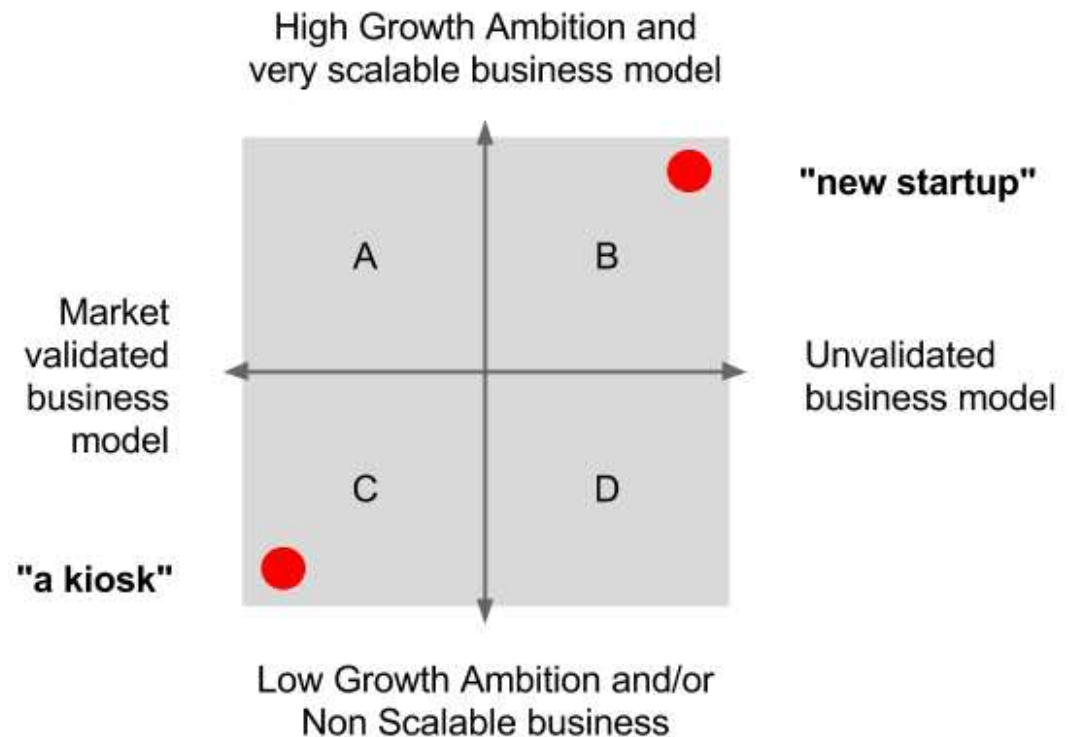 High Growth Ambition and
very scalable business model
"new startup"
A
B
Market
validated
business
model
Unvalidated
business model
C
D
"a kiosk"
Low Growth Ambition and/or
Non Scalable business